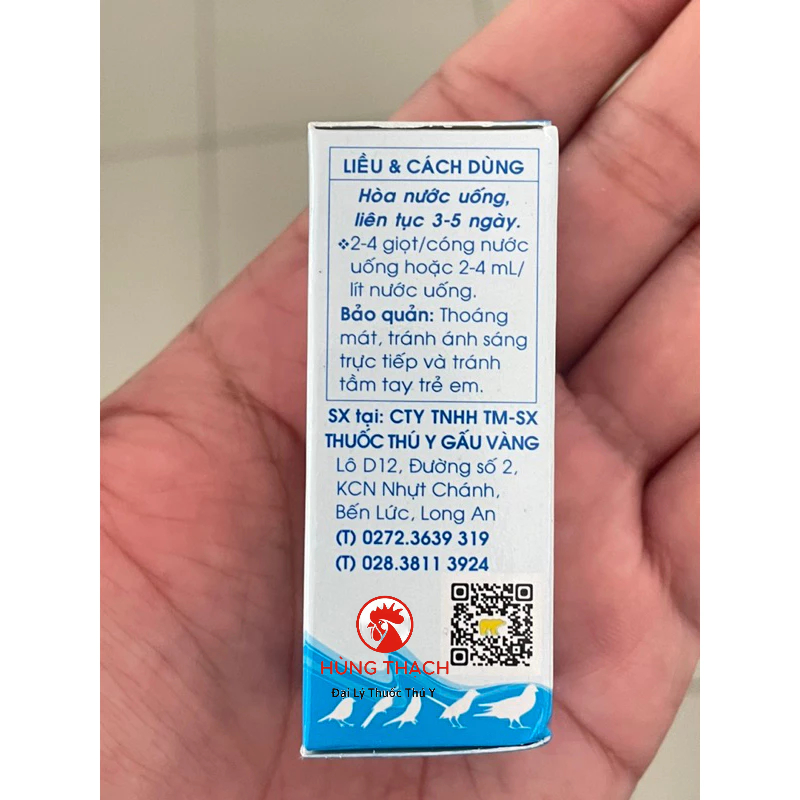 LIỀU & CÁCH DÙNG
Hòa nước uống,
liên tục 3-5 ngày.
❖2-4 giọt/cóng nước
uống hoặc 2-4 mL/
lít nước uống.
Bảo quản: Thoáng
mát, tránh ánh sáng
trực tiếp và tránh
tầm tay trẻ em.
SX tại: CTY TNHH TM-SX
THUỐC THÚ Y GẤU VÀNG
Lô D12, Đường số 2,
KCN Nhựt Chánh,
Bến Lức, Long An
(T) 0272.3639 319
(T) 028.3811 3924
HÙNG THẠCH
Đại Lý Thuốc Thú Y